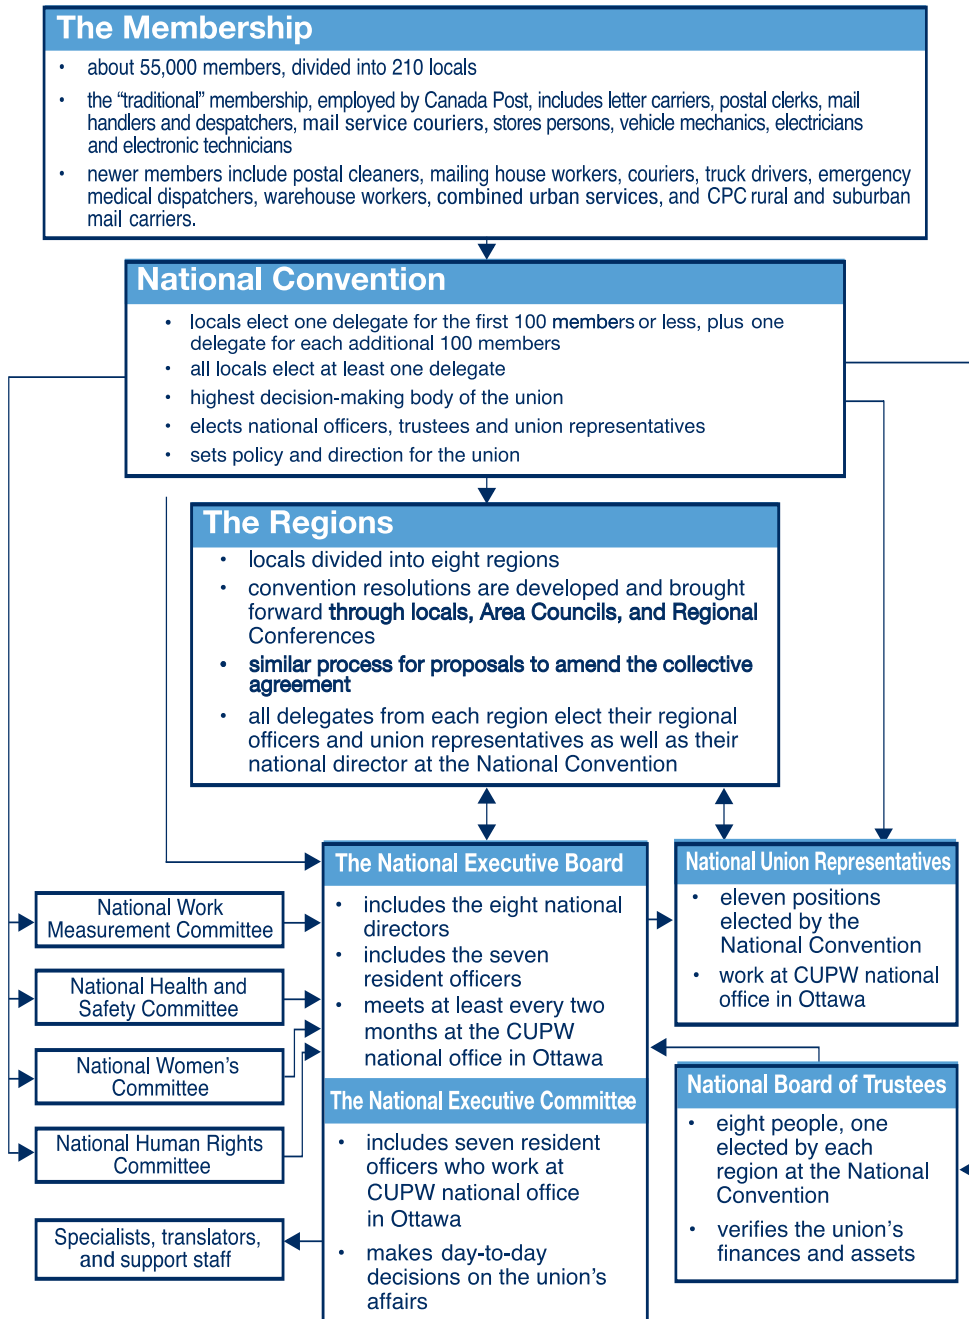 The Membership
• about 55,000 members, divided into 210 locals
• the “traditional” membership, employed by Canada Post, includes letter carriers, postal clerks, mail
handlers and despatchers, mail service couriers, stores persons, vehicle mechanics, electricians
and electronic technicians
• newer members include postal cleaners, mailing house workers, couriers, truck drivers, emergency
medical dispatchers, warehouse workers, combined urban services, and CPC rural and suburban
mail carriers.
National Convention
• locals elect one delegate for the first 100 members or less, plus one
delegate for each additional 100 members
• all locals elect at least one delegate
• highest decision-making body of the union
• elects national officers, trustees and union representatives
• sets policy and direction for the union
The Regions
• locals divided into eight regions
• convention resolutions are developed and brought
forward through locals, Area Councils, and Regional
Conferences
• similar process for proposals to amend the collective
agreement
• all delegates from each region elect their regional
officers and union representatives as well as their
national director at the National Convention
The National Executive Board
• includes the eight national
directors
• includes the seven
resident officers
• meets at least every two
months at the CUPW
national office in Ottawa
The National Executive Committee
• includes seven resident
officers who work at
CUPW national office
in Ottawa
• makes day-to-day
decisions on the union’s
affairs
National Union Representatives
• eleven positions
elected by the
National Convention
• work at CUPW national
office in Ottawa
National Board of Trustees
• eight people, one
elected by each
region at the National
Convention
• verifies the union’s
finances and assets
National Work
Measurement Committee
National Health and
Safety Committee
National Women’s
Committee
National Human Rights
Committee
Specialists, translators,
and support staff